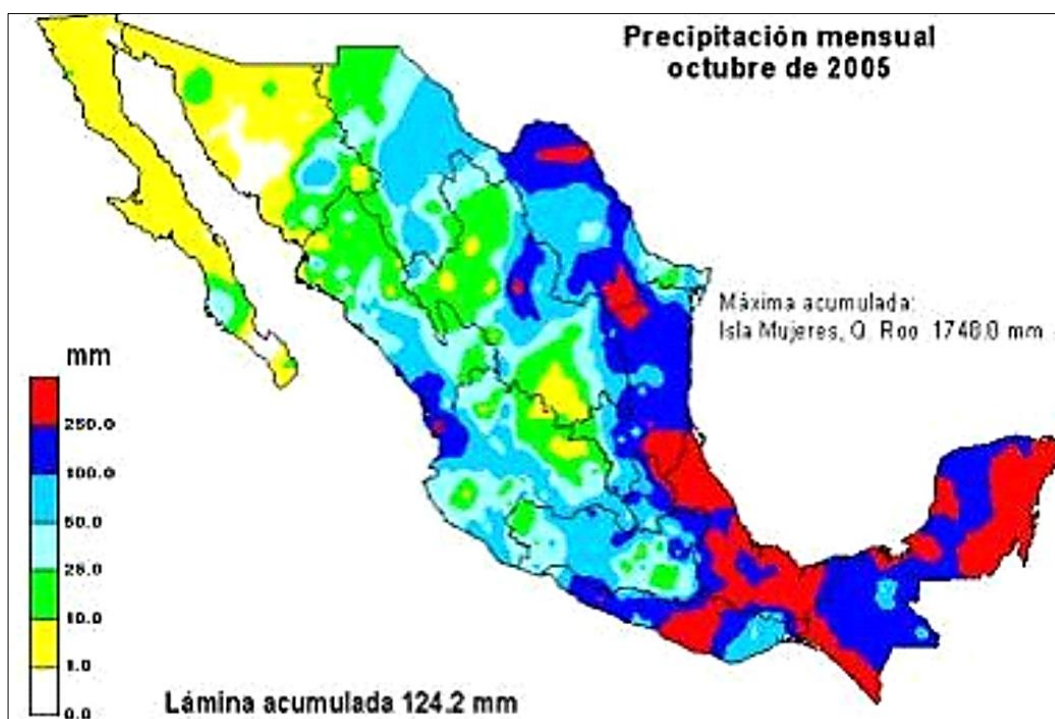 Precipitación mensual
octubre de 2005
Máxima acumulada:
Isla Mujeres, Q. Roo 1748.8 mm
mm
250.0
100.0
50.0
25.0
10.0
1.0
0.0
Lámina acumulada 124.2 mm